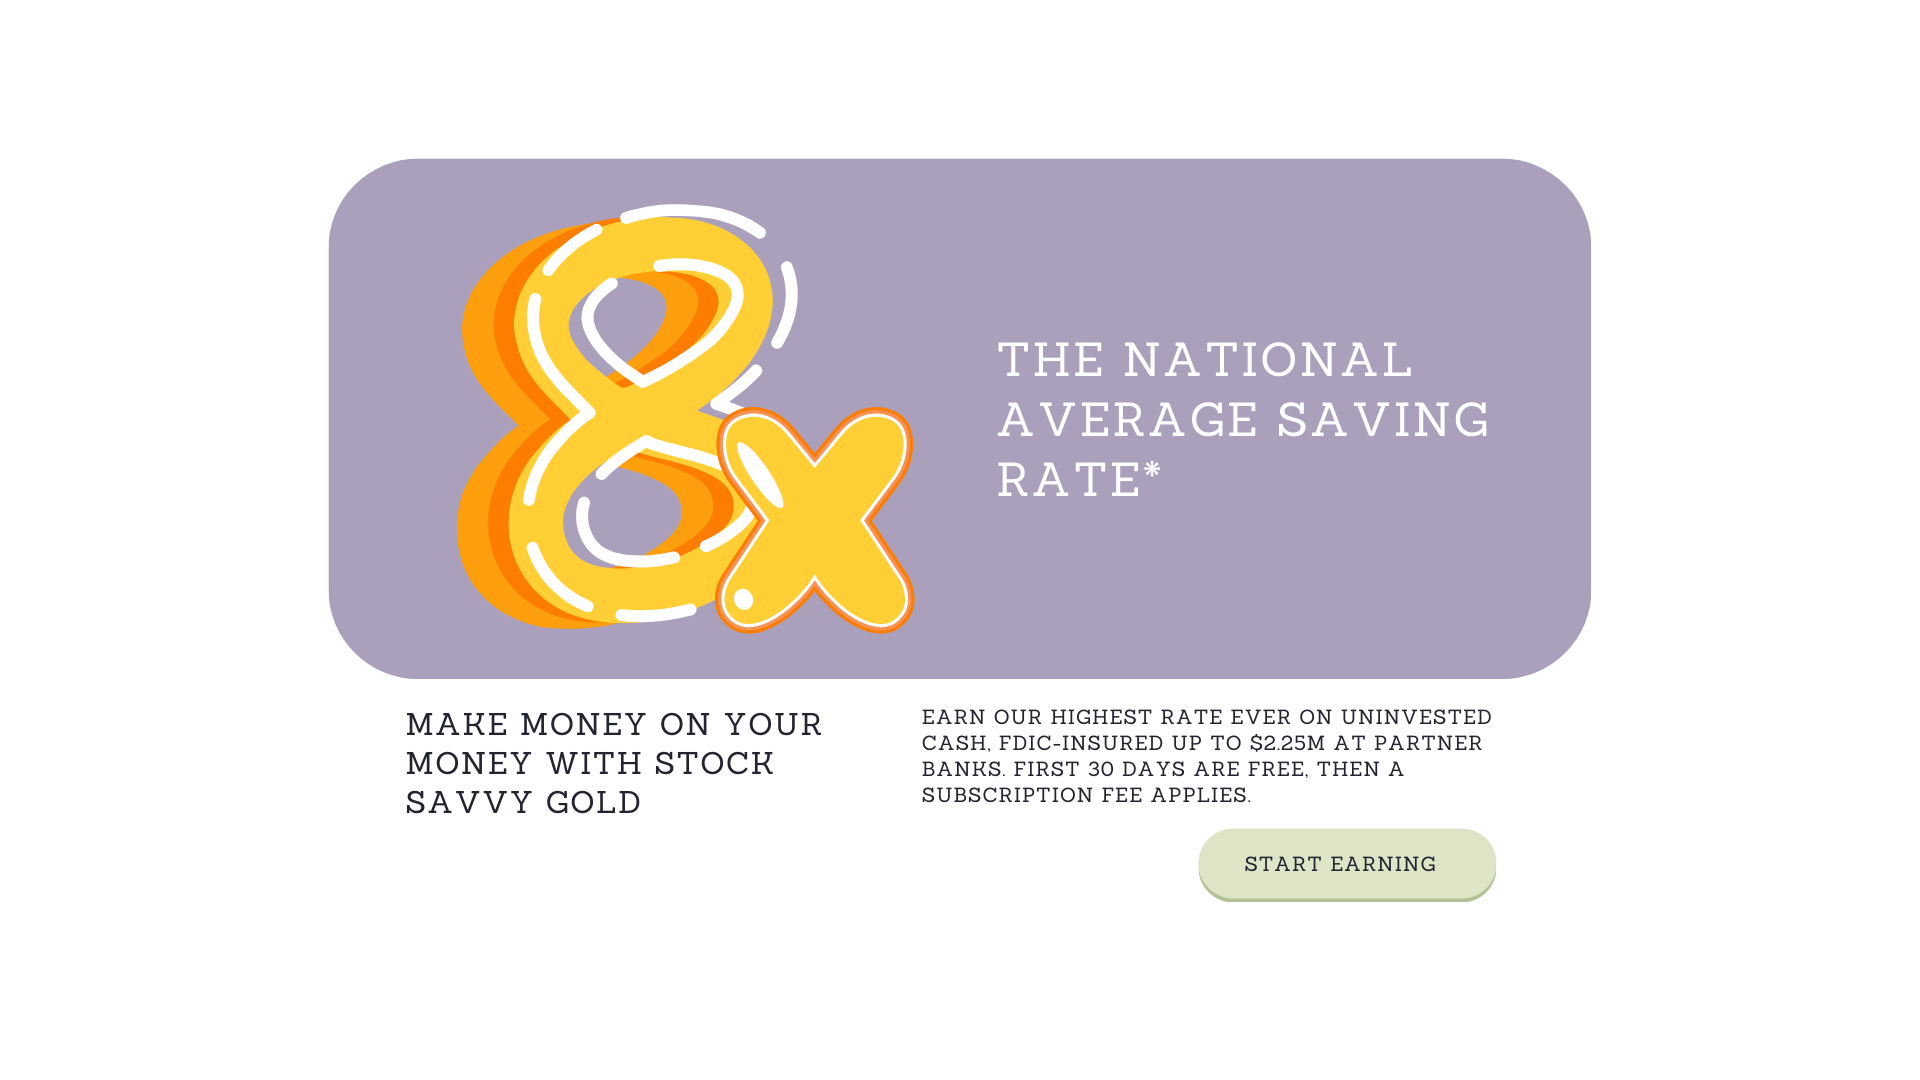 8x
THE NATIONAL
AVERAGE SAVING
RATE*
MAKE MONEY ON YOUR
MONEY WITH STOCK
SAVVY GOLD
EARN OUR HIGHEST RATE EVER ON UNINVESTED
CASH, FDIC-INSURED UP TO $2.25M AT PARTNER
BANKS. FIRST 30 DAYS ARE FREE, THEN A
SUBSCRIPTION FEE APPLIES.
START EARNING